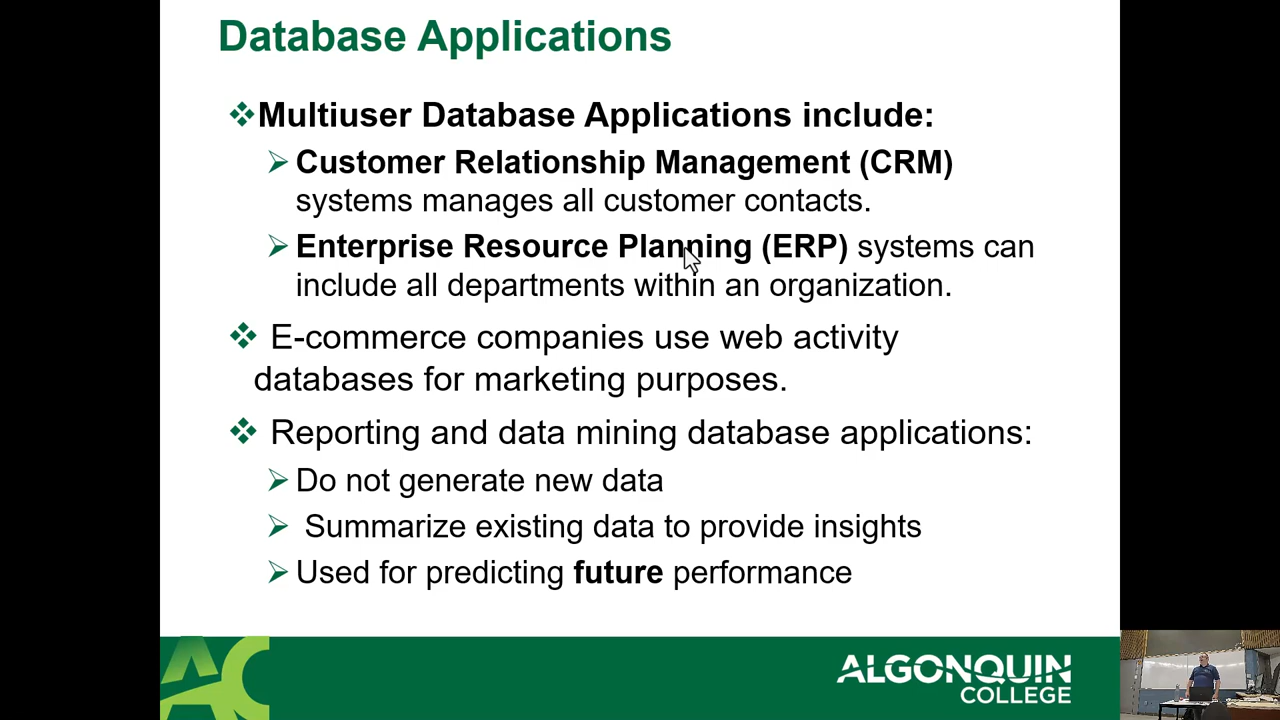 Database Applications
Multiuser Database Applications include:
Customer Relationship Management (CRM)
systems manages all customer contacts.
Enterprise Resource Planning (ERP) systems can
include all departments within an organization.
E-commerce companies use web activity
databases for marketing purposes.
Reporting and data mining database applications:
Do not generate new data
Summarize existing data to provide insights
Used for predicting future performance
AC
ALGONQUIN
COLLEGE